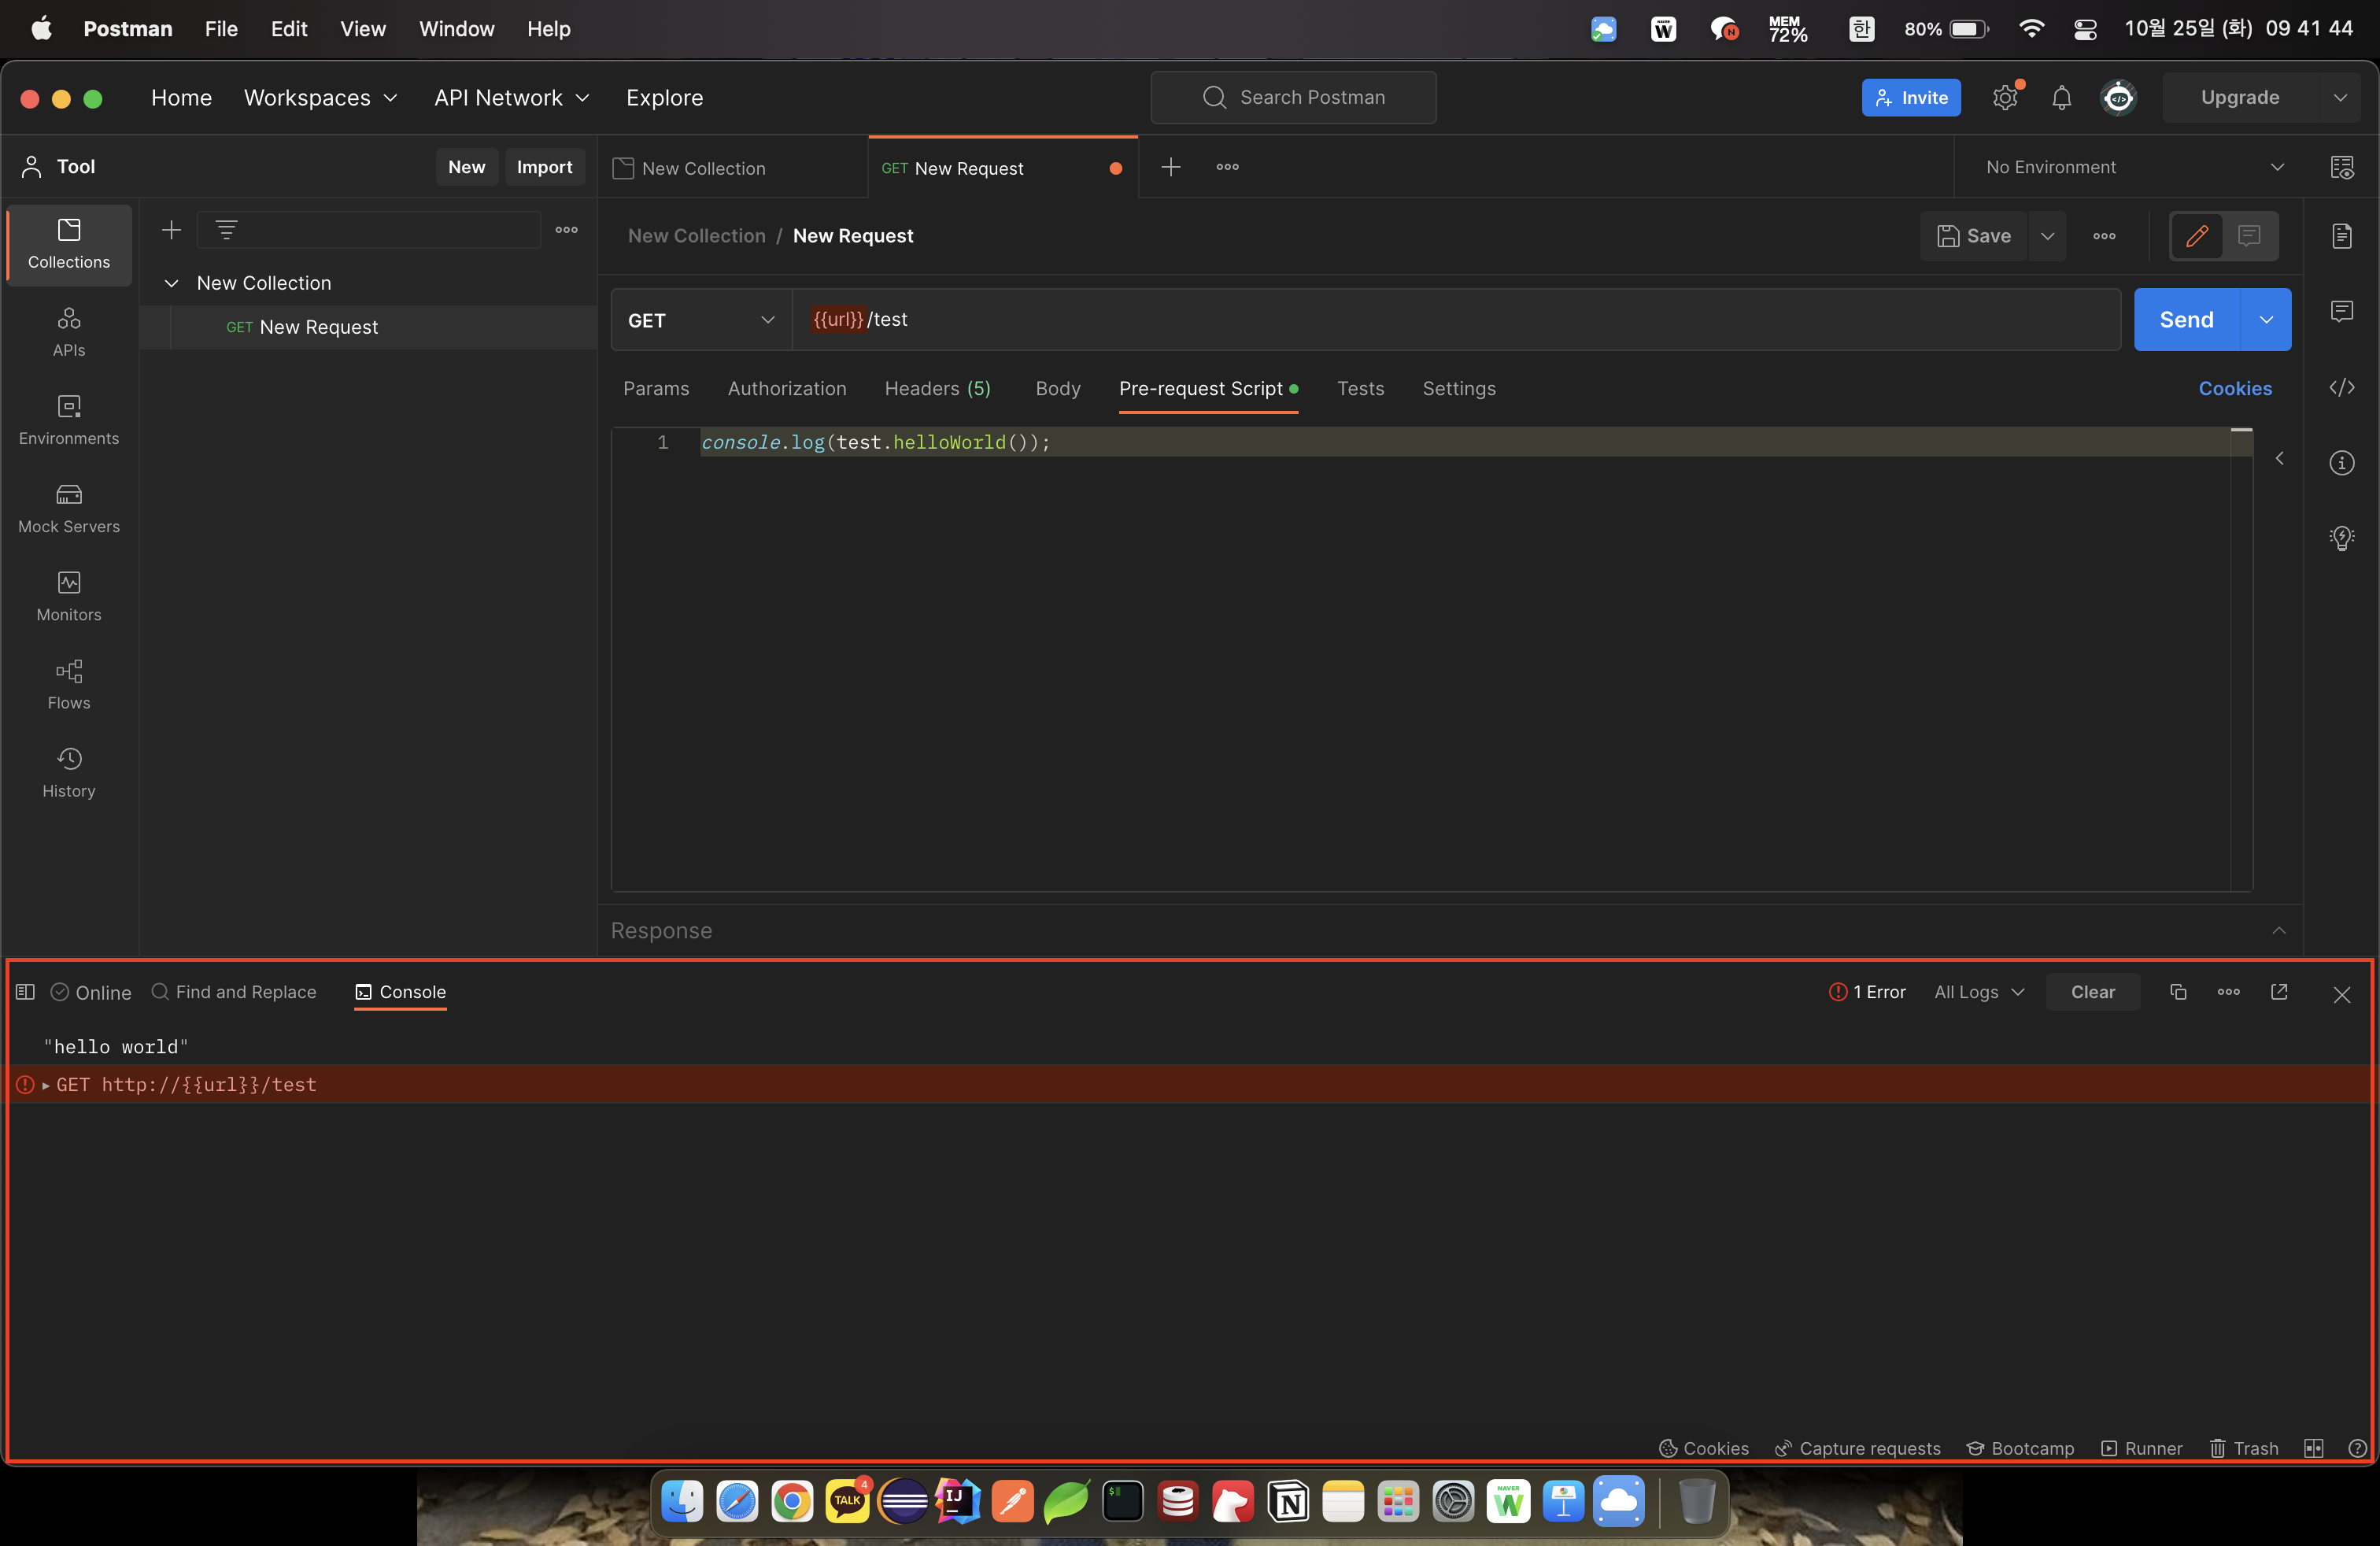 Postman File Edit View Window Help
MEM 72% 한 80% 10월 25일 (화) 09 41 44
Home Workspaces API Network Explore
Search Postman
Invite Upgrade
Tool New Import
New Collection
GET New Request
No Environment
Collections
APIs
Environments
Mock Servers
Monitors
Flows
History
New Collection
GET New Request
New Collection / New Request
Save
GET {{url}}/test Send
Params Authorization Headers (5) Body Pre-request Script Tests Settings Cookies
1 console.log(test.helloWorld());
Response
Online Find and Replace Console 1 Error All Logs Clear
"hello world"
GET http://{{url}}/test
Cookies Capture requests Bootcamp Runner Trash
TALK 4
IJ
N
NAVER
W